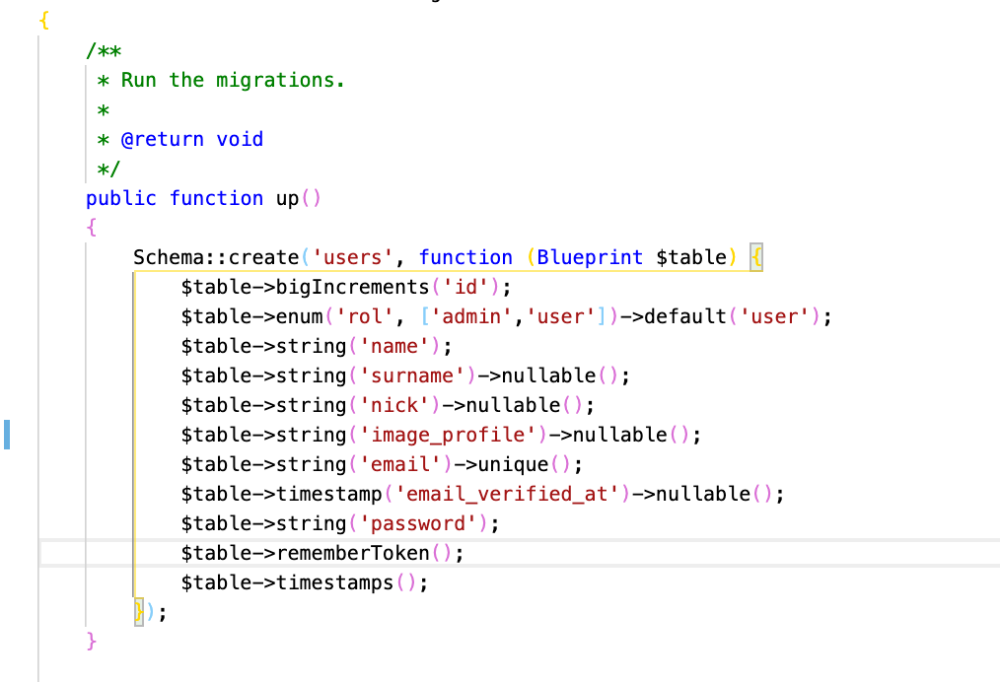 {
    /**
     * Run the migrations.
     *
     * @return void
     */
    public function up()
    {
        Schema::create('users', function (Blueprint $table) {
            $table->bigIncrements('id');
            $table->enum('rol', ['admin','user'])->default('user');
            $table->string('name');
            $table->string('surname')->nullable();
            $table->string('nick')->nullable();
            $table->string('image_profile')->nullable();
            $table->string('email')->unique();
            $table->timestamp('email_verified_at')->nullable();
            $table->string('password');
            $table->rememberToken();
            $table->timestamps();
        });
    }